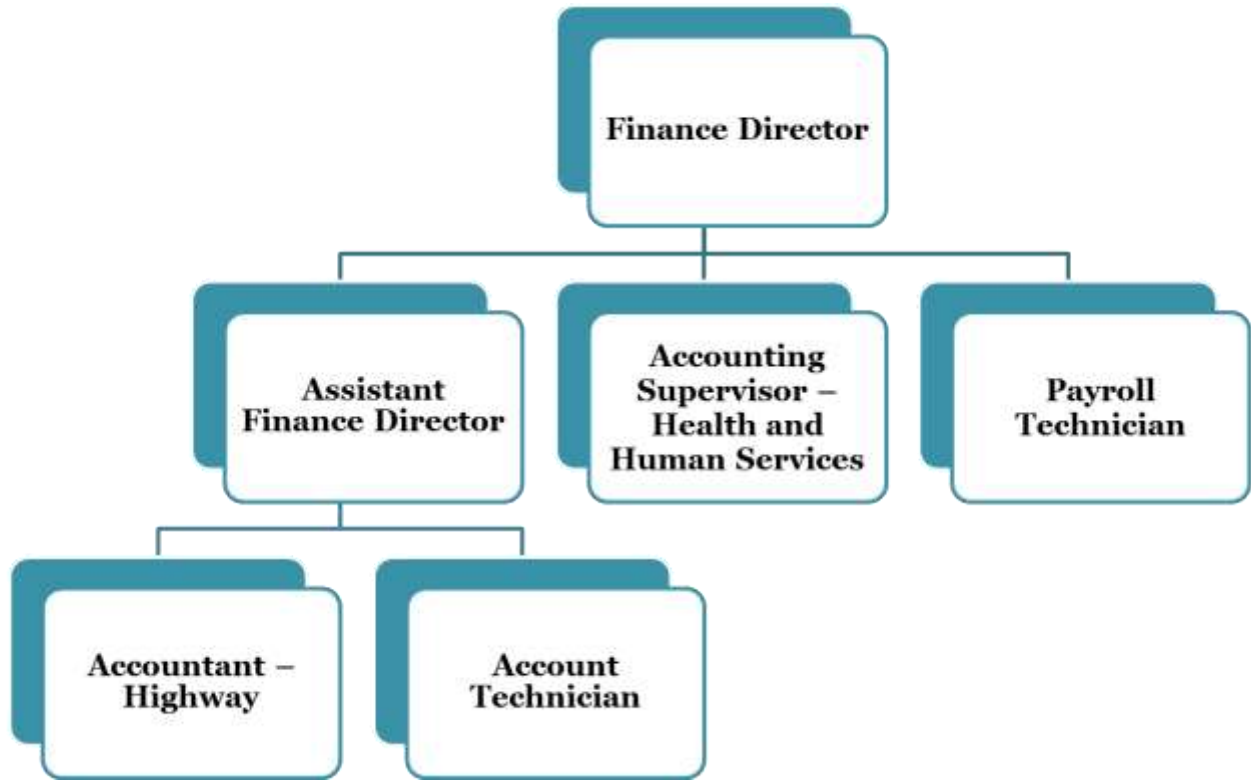 Finance Director
Assistant
Finance Director
Accounting
Supervisor –
Health and
Human Services
Payroll
Technician
Accountant –
Highway
Account
Technician